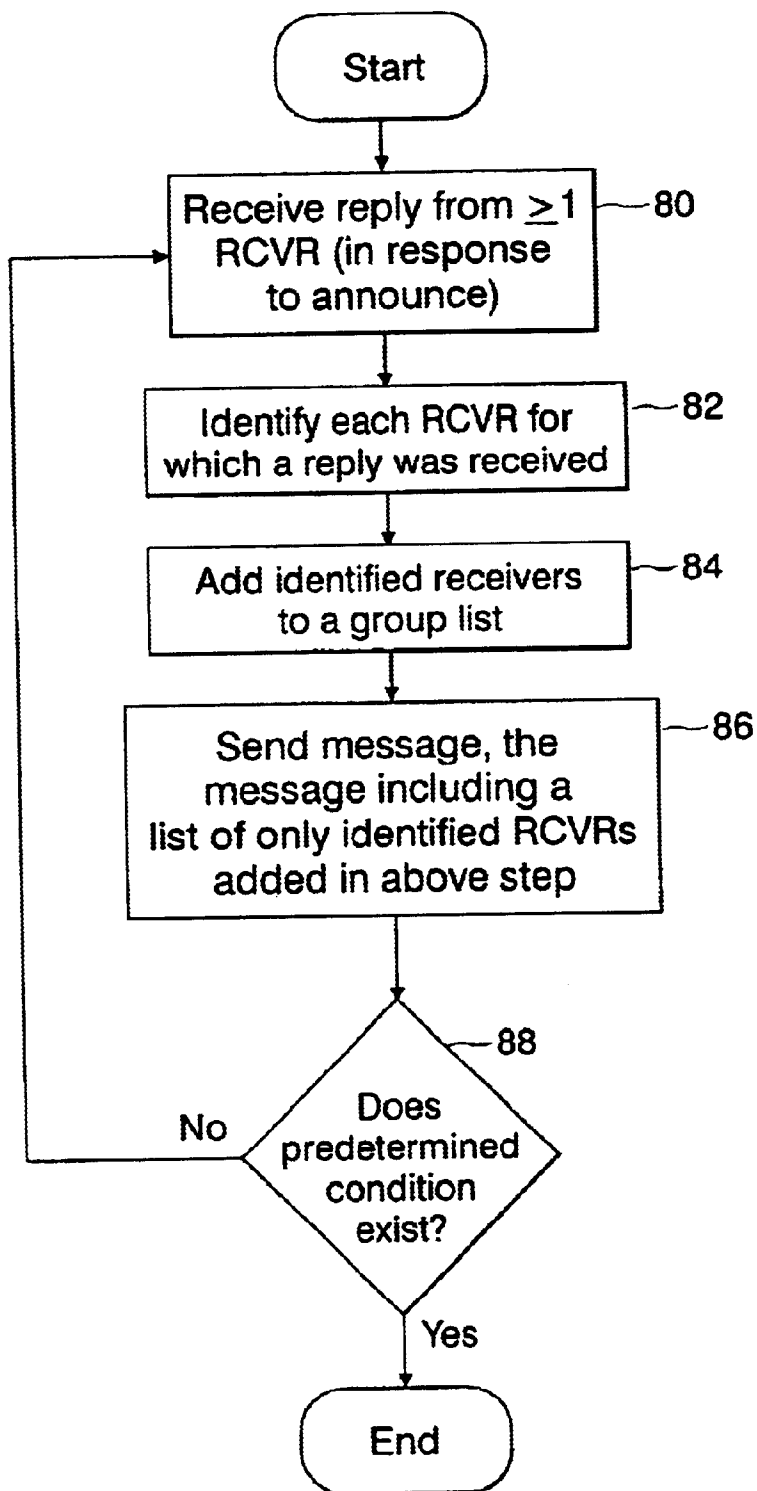 Start
Receive reply from ≥1
RCVR (in response
to announce)
80
Identify each RCVR for
which a reply was received
82
Add identified receivers
to a group list
84
Send message, the
message including a
list of only identified RCVRs
added in above step
86
88
Does
predetermined
condition
exist?
No
Yes
End